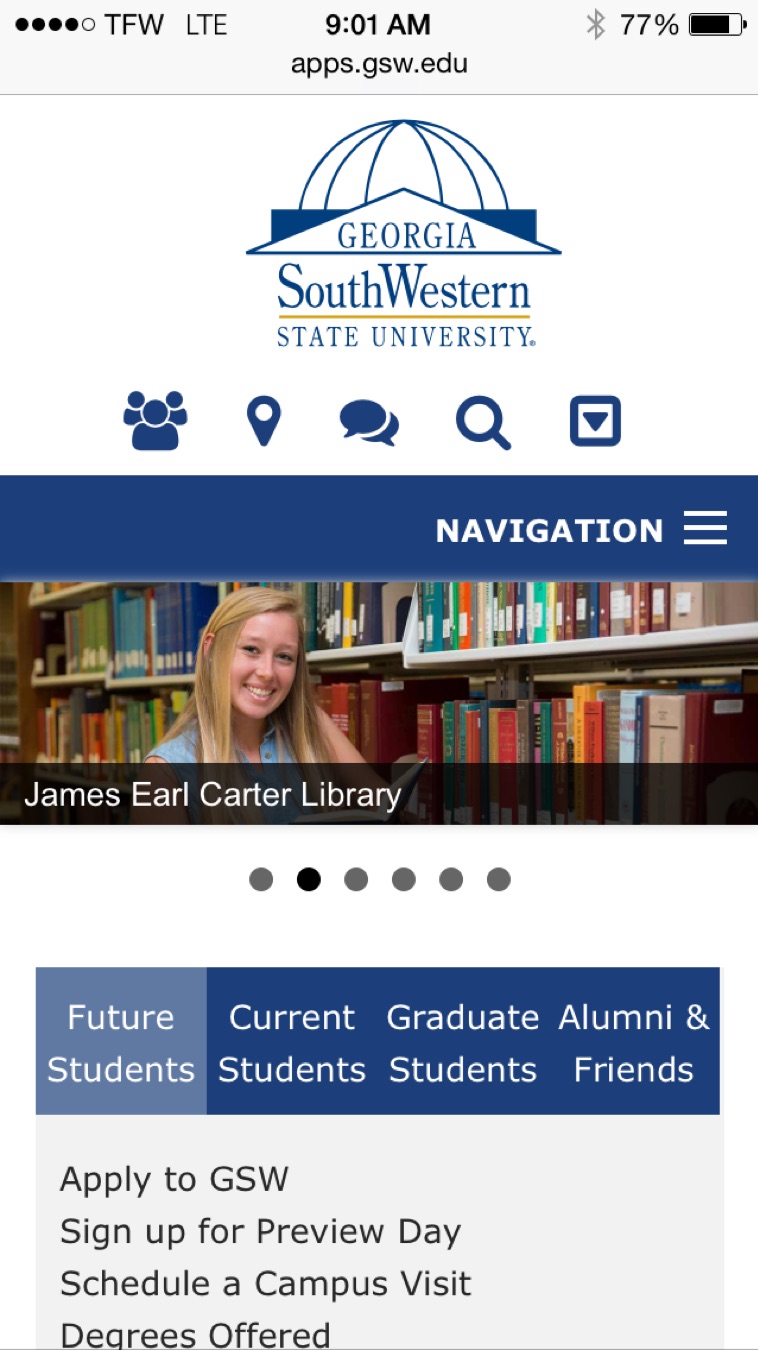 TFW LTE 9:01 AM 77%
apps.gsw.edu
GEORGIA
SouthWestern
STATE UNIVERSITY®
NAVIGATION
James Earl Carter Library
Future Students
Current Students
Graduate Students
Alumni & Friends
Apply to GSW
Sign up for Preview Day
Schedule a Campus Visit
Degrees Offered